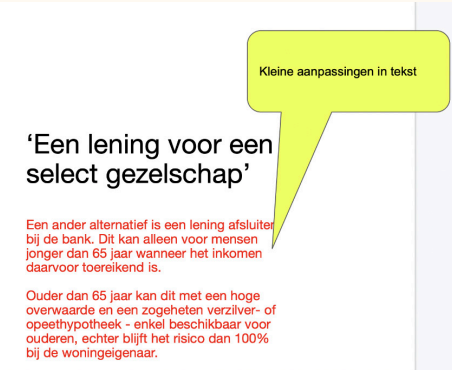 Kleine aanpassingen in tekst
‘Een lening voor een
select gezelschap’
Een ander alternatief is een lening afsluiten
bij de bank. Dit kan alleen voor mensen
jonger dan 65 jaar wanneer het inkomen
daarvoor toereikend is.
Ouder dan 65 jaar kan dit met een hoge
overwaarde en een zogeheten verzilver- of
opeethypotheek - enkel beschikbaar voor
ouderen, echter blijft het risico dan 100%
bij de woningeigenaar.